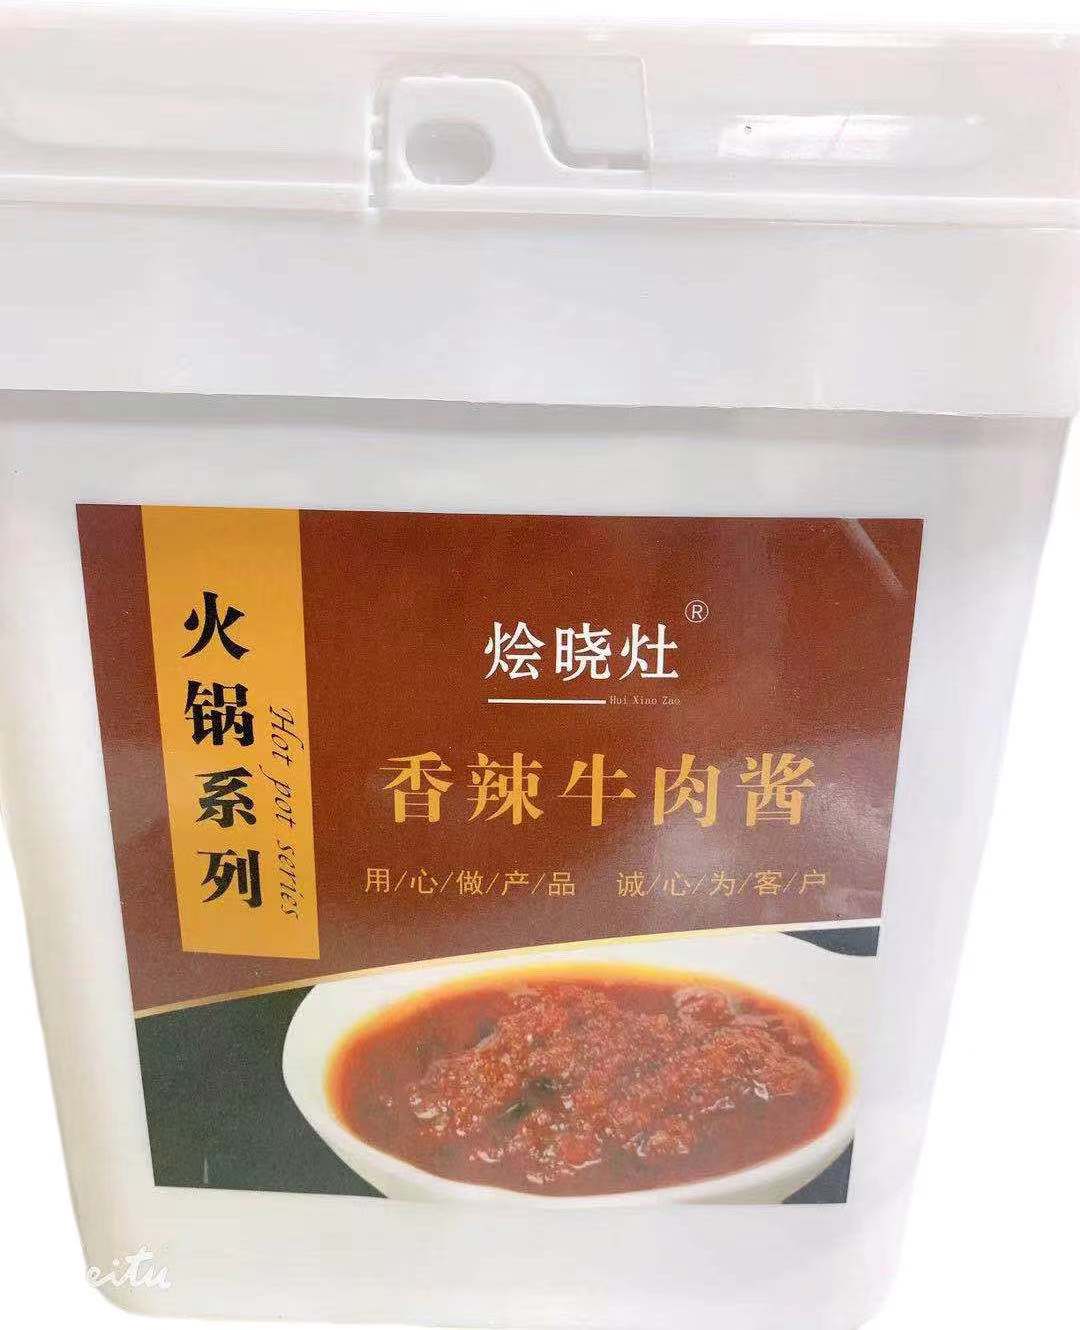 火锅系列
Hot pot series
烩晓灶®
Hui Xiao Zao
香辣牛肉酱
用/心/做/产/品 诚/心/为/客/户
eitu